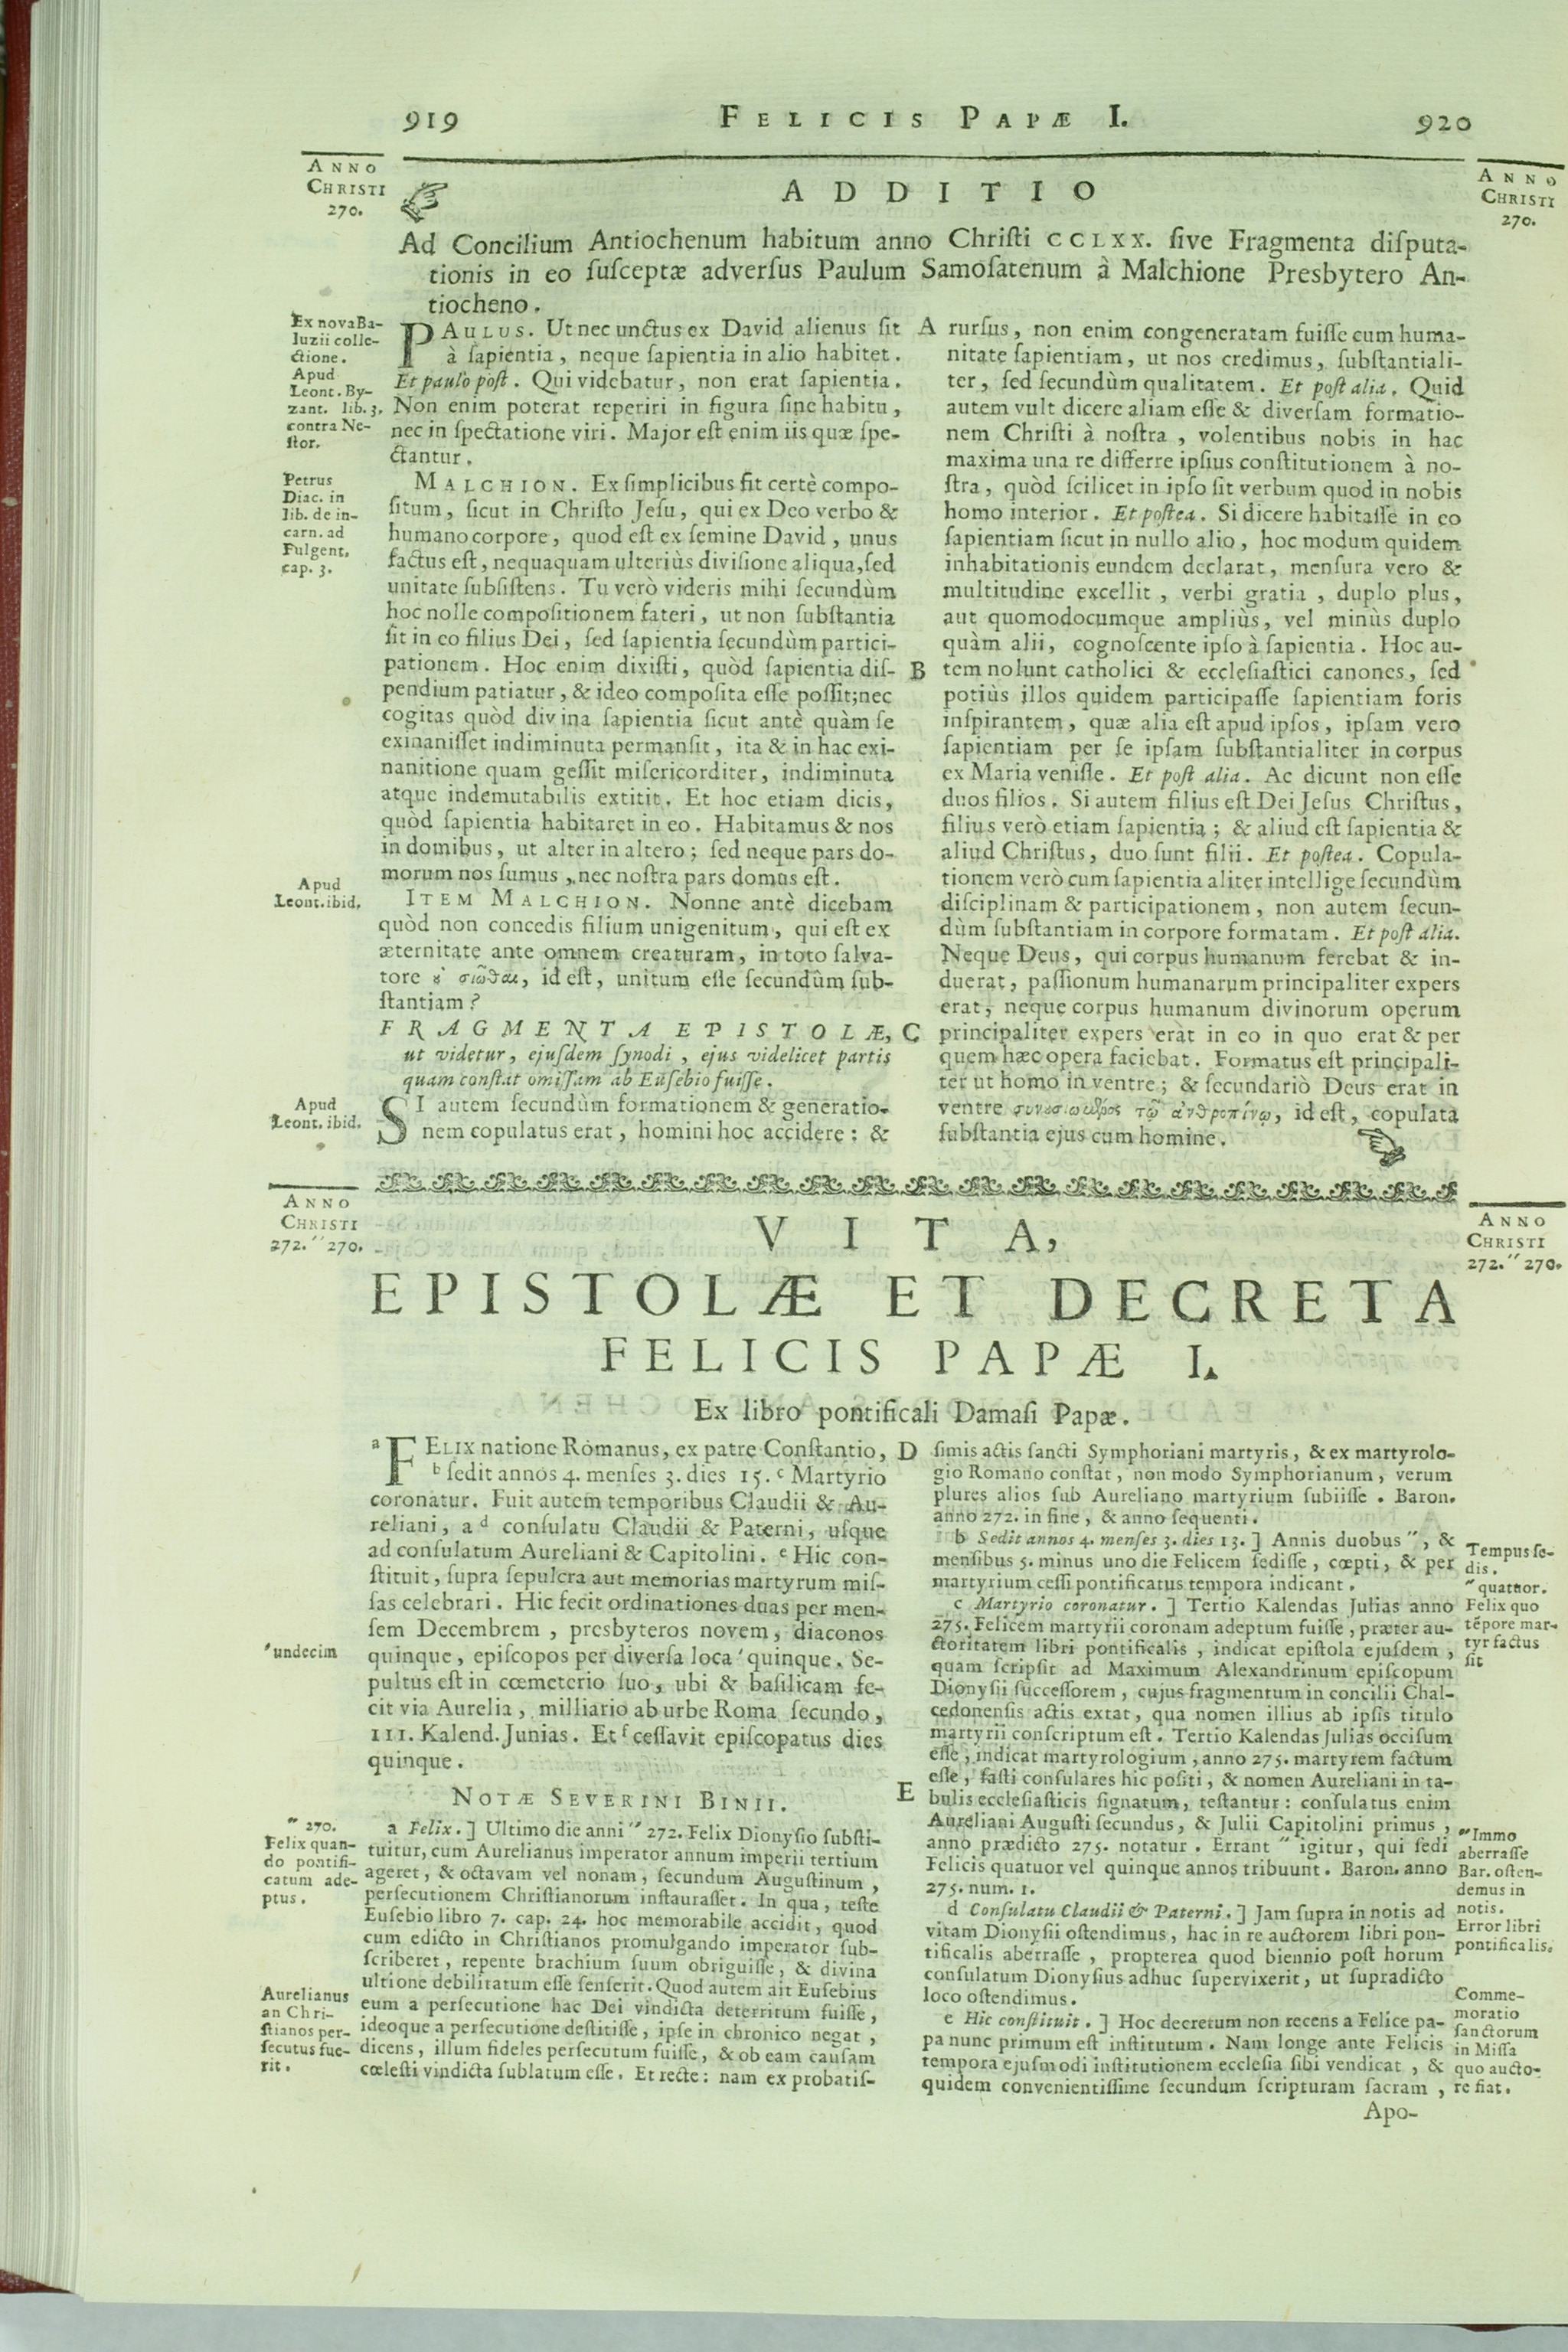 919
FELICIS PAPÆ I.
920
ANNO
CHRISTI
270.
ANNO
CHRISTI
270.
ADDITIO
Ad Concilium Antiochenum habitum anno Chriſti CCLXX. ſive Fragmenta diſputa-
tionis in eo ſuſceptæ adverſus Paulum Samoſatenum à Malchione Presbytero An-
tiocheno.
Ex nova Ba-
luzii colle-
ctione.
Apud
Leont. By-
zant. lib. 3.
contra Ne-
ſtor.
PAULUS. Ut nec unctus ex David alienus ſit
à ſapientia, neque ſapientia in alio habitet.
Et paulo poſt. Qui videbatur, non erat ſapientia.
Non enim poterat reperiri in figura ſine habitu,
nec in ſpectatione viri. Major eſt enim iis quæ ſpe-
ctantur.
Petrus
Diac. in
lib. de in-
carn. ad
Fulgent.
cap. 3.
MALCHION. Ex ſimplicibus fit certè compo-
ſitum, ſicut in Chriſto Jeſu, qui ex Deo verbo &
humano corpore, quod eſt ex ſemine David, unus
factus eſt, nequaquam ulteriùs diviſione aliqua, ſed
unitate ſubſiſtens. Tu verò videris mihi ſecundùm
hoc nolle compoſitionem fateri, ut non ſubſtantia
ſit in eo filius Dei, ſed ſapientia ſecundùm partici-
pationem. Hoc enim dixiſti, quòd ſapientia diſ-
pendium patiatur, & ideo compoſita eſſe poſſit; nec
cogitas quòd divina ſapientia ſicut antè quàm ſe
exinaniſſet indiminuta permanſit, ita & in hac exi-
nanitione quam geſſit miſericorditer, indiminuta
atque indemutabilis extitit. Et hoc etiam dicis,
quòd ſapientia habitaret in eo. Habitamus & nos
in domibus, ut alter in altero; ſed neque pars do-
morum nos ſumus, nec noſtra pars domus eſt.
Apud
Leont. ibid.
ITEM MALCHION. Nonne antè dicebam
quòd non concedis filium unigenitum, qui eſt ex
æternitate ante omnem creaturam, in toto ſalva-
tore id eſt, unitum eſſe ſecundùm ſub-
ſtantiam?
FRAGMENTA EPISTOLÆ,
ut videtur, ejuſdem ſynodi, ejus videlicet partis
quam conſtat omiſſam ab Euſebio fuiſſe.
Apud
Leont. ibid.
SI autem ſecundùm formationem & generatio-
nem copulatus erat, homini hoc accidere: &
A
B
C
rurſus, non enim congeneratam fuiſſe cum huma-
nitate ſapientiam, ut nos credimus, ſubſtantiali-
ter, ſed ſecundùm qualitatem. Et poſt alia. Quid
autem vult dicere aliam eſſe & diverſam formatio-
nem Chriſti à noſtra, volentibus nobis in hac
maxima una re differre ipſius conſtitutionem à no-
ſtra, quòd ſcilicet in ipſo ſit verbum quod in nobis
homo interior. Et poſtea. Si dicere habitaſſe in eo
ſapientiam ſicut in nullo alio, hoc modum quidem
inhabitationis eundem declarat, menſura vero &
multitudine excellit, verbi gratia, duplo plus,
aut quomodocumque ampliùs, vel minùs duplo
quàm alii, cognoſcente ipſo à ſapientia. Hoc au-
tem nolunt catholici & eccleſiaſtici canones, ſed
potiùs illos quidem participaſſe ſapientiam foris
inſpirantem, quæ alia eſt apud ipſos, ipſam vero
ſapientiam per ſe ipſam ſubſtantialiter in corpus
ex Maria veniſſe. Et poſt alia. Ac dicunt non eſſe
duos filios. Si autem filius eſt Dei Jeſus Chriſtus,
filius verò etiam ſapientia; & aliud eſt ſapientia &
aliud Chriſtus, duo ſunt filii. Et poſtea. Copula-
tionem verò cum ſapientia aliter intellige ſecundùm
diſciplinam & participationem, non autem ſecun-
dùm ſubſtantiam in corpore formatam. Et poſt alia.
Neque Deus, qui corpus humanum ferebat & in-
duerat, paſſionum humanarum principaliter expers
erat, neque corpus humanum divinorum operum
principaliter expers erat in eo in quo erat & per
quem hæc opera faciebat. Formatus eſt principali-
ter ut homo in ventre; & ſecundariò Deus erat in
ventre τῷ ἀνθροπίνῳ, id eſt, copulata
ſubſtantia ejus cum homine.
ANNO
CHRISTI
272. " 270.
ANNO
CHRISTI
272. " 270.
VITA,
EPISTOLÆ ET DECRETA
FELICIS PAPÆ I.
Ex libro pontificali Damaſi Papæ.
a FELIX natione Romanus, ex patre Conſtantio,
b ſedit annos 4. menſes 3. dies 15. c Martyrio
coronatur. Fuit autem temporibus Claudii & Au-
reliani, a d conſulatu Claudii & Paterni, uſque
ad conſulatum Aureliani & Capitolini. e Hic con-
ſtituit, ſupra ſepulcra aut memorias martyrum miſ-
ſas celebrari. Hic fecit ordinationes duas per men-
ſem Decembrem, presbyteros novem, diaconos
' undecim
quinque, epiſcopos per diverſa loca ' quinque. Se-
pultus eſt in cœmeterio ſuo, ubi & baſilicam fe-
cit via Aurelia, milliario ab urbe Roma ſecundo,
III. Kalend. Junias. Et f ceſſavit epiſcopatus dies
quinque.
NOTÆ SEVERINI BINII.
" 270.
Felix quan-
do pontifi-
catum ade-
ptus.
a Felix. ] Ultimo die anni " 272. Felix Dionyſio ſubſti-
tuitur, cum Aurelianus imperator annum imperii tertium
ageret, & octavam vel nonam, ſecundum Auguſtinum,
perſecutionem Chriſtianorum inſtauraſſet. In qua, teſte
Euſebio libro 7. cap. 24. hoc memorabile accidit, quod
cum edicto in Chriſtianos promulgando imperator ſub-
ſcriberet, repente brachium ſuum obriguiſſe, & divina
ultione debilitatum eſſe ſenſerit. Quod autem ait Euſebius
Aurelianus
an Chri-
ſtianos per-
ſecutus fue-
rit.
eum a perſecutione hac Dei vindicta deterritum fuiſſe,
ideoque a perſecutione deſtitiſſe, ipſe in chronico negat,
dicens, illum fideles perſecutum fuiſſe, & ob eam cauſam
cœleſti vindicta ſublatum eſſe. Et recte: nam ex probatiſ-
D
E
ſimis actis ſancti Symphoriani martyris, & ex martyrolo-
gio Romano conſtat, non modo Symphorianum, verum
plures alios ſub Aureliano martyrium ſubiiſſe. Baron.
anno 272. in fine, & anno ſequenti.
b Sedit annos 4. menſes 3. dies 13. ] Annis duobus ", &
menſibus 5. minus uno die Felicem ſediſſe, cœpti, & per
martyrium ceſſi pontificatus tempora indicant.
Tempus ſe-
dis.
" quatuor.
Felix quo
tēpore mar-
tyr factus
ſit
c Martyrio coronatur. ] Tertio Kalendas Julias anno
275. Felicem martyrii coronam adeptum fuiſſe, præter au-
ctoritatem libri pontificalis, indicat epiſtola ejuſdem,
quam ſcripſit ad Maximum Alexandrinum epiſcopum
Dionyſii ſucceſſorem, cujus fragmentum in concilii Chal-
cedonenſis actis extat, qua nomen illius ab ipſis titulo
martyrii conſcriptum eſt. Tertio Kalendas Julias occiſum
eſſe, indicat martyrologium, anno 275. martyrem factum
eſſe, faſti conſulares hic poſiti, & nomen Aureliani in ta-
bulis eccleſiaſticis ſignatum, teſtantur: conſulatus enim
Aureliani Auguſti ſecundus, & Julii Capitolini primus,
anno prædicto 275. notatur. Errant " igitur, qui ſedi
Felicis quatuor vel quinque annos tribuunt. Baron. anno
275. num. 1.
" Immo
aberraſſe
Bar. oſten-
demus in
notis.
Error libri
pontificalis.
d Conſulatu Claudii & Paterni. ] Jam ſupra in notis ad
vitam Dionyſii oſtendimus, hac in re auctorem libri pon-
tificalis aberraſſe, propterea quod biennio poſt horum
conſulatum Dionyſius adhuc ſupervixerit, ut ſupradicto
loco oſtendimus.
Comme-
moratio
ſanctorum
in Miſſa
quo aucto-
re fiat.
e Hic conſtituit. ] Hoc decretum non recens a Felice pa-
pa nunc primum eſt inſtitutum. Nam longe ante Felicis
tempora ejuſmodi inſtitutionem eccleſia ſibi vendicat, &
quidem convenientiſſime ſecundum ſcripturam ſacram,
Apo-